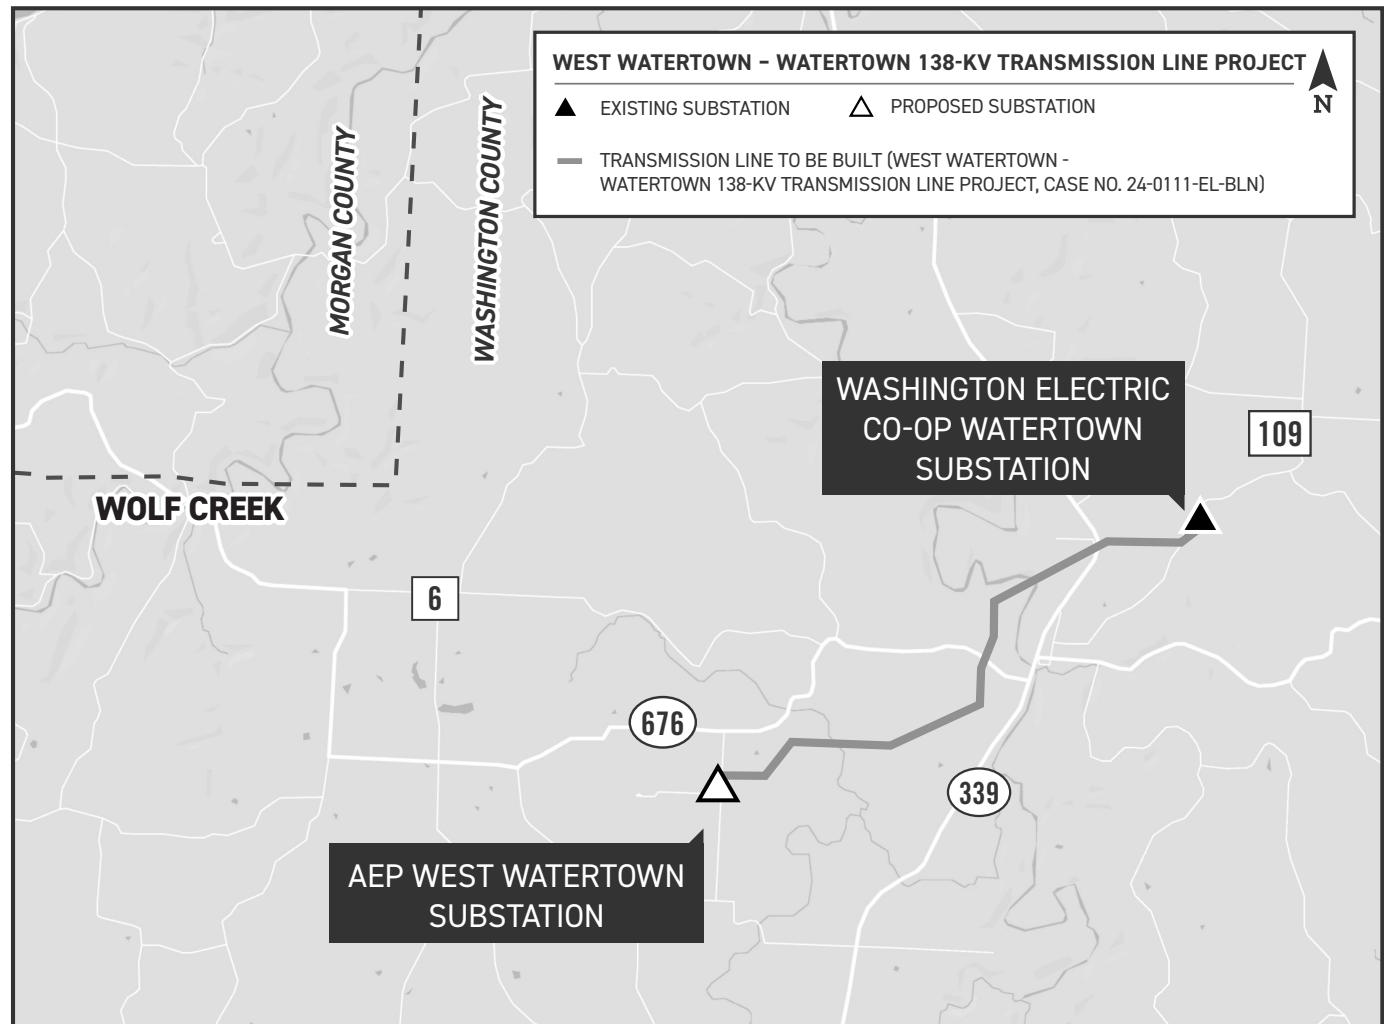 WEST WATERTOWN – WATERTOWN 138-KV TRANSMISSION LINE PROJECT
N
EXISTING SUBSTATION
PROPOSED SUBSTATION
TRANSMISSION LINE TO BE BUILT (WEST WATERTOWN -
WATERTOWN 138-KV TRANSMISSION LINE PROJECT, CASE NO. 24-0111-EL-BLN)
MORGAN COUNTY
WASHINGTON COUNTY
WASHINGTON ELECTRIC
CO-OP WATERTOWN
SUBSTATION
109
WOLF CREEK
6
676
339
AEP WEST WATERTOWN
SUBSTATION